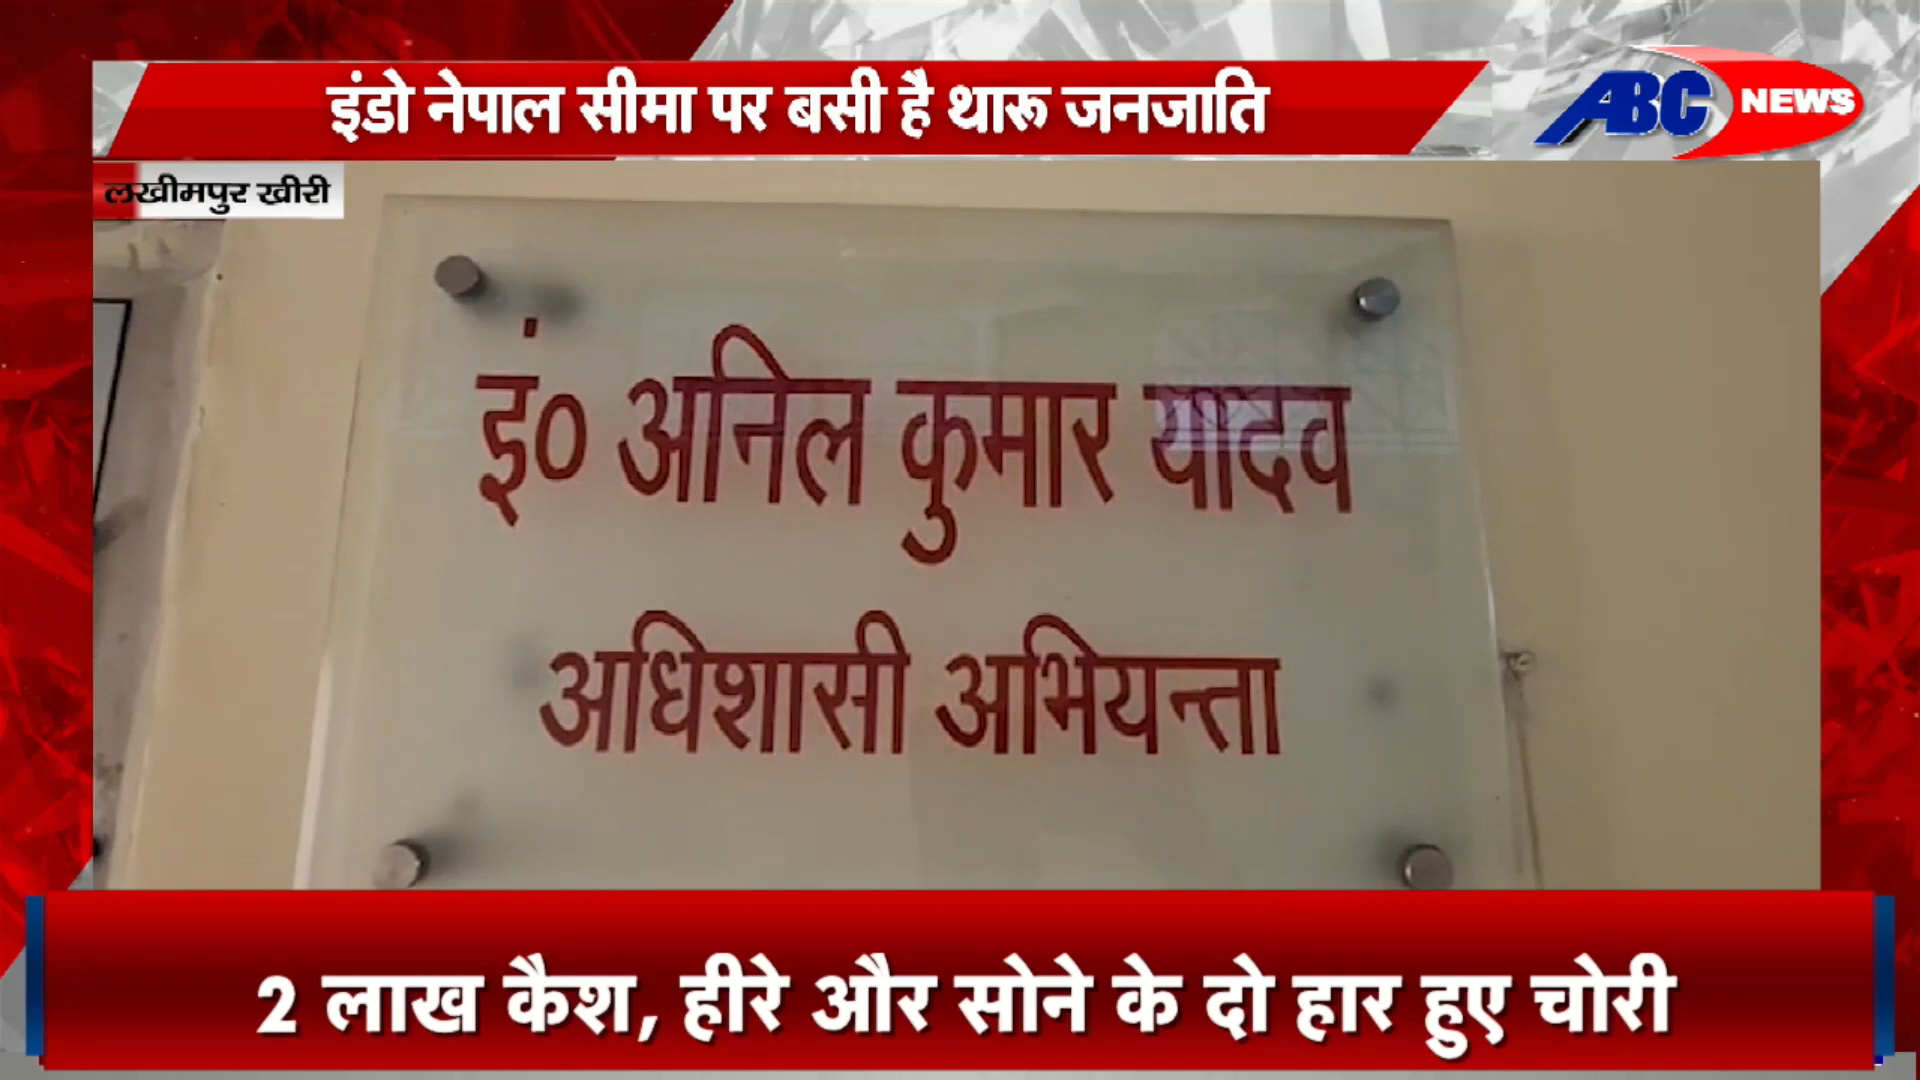 इंडो नेपाल सीमा पर बसी है थारू जनजाति
ABC NEWS
लखीमपुर खीरी
इं० अनिल कुमार यादव
अधिशासी अभियन्ता
2 लाख कैश, हीरे और सोने के दो हार हुए चोरी